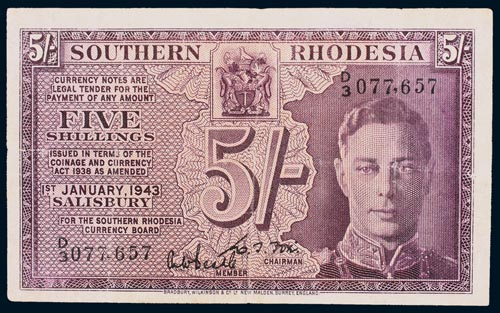 5/- SOUTHERN RHODESIA 5/-
CURRENCY NOTES ARE
LEGAL TENDER FOR THE
PAYMENT OF ANY AMOUNT
D/3 077,657
FIVE
SHILLINGS
ISSUED IN TERMS OF THE
COINAGE AND CURRENCY
ACT 1938 AS AMENDED
5/-
1ST JANUARY, 1943
SALISBURY
FOR THE SOUTHERN RHODESIA
CURRENCY BOARD
D/3 077,657
MEMBER
CHAIRMAN
BRADBURY, WILKINSON & Co. Ld. NEW MALDEN, SURREY, ENGLAND.